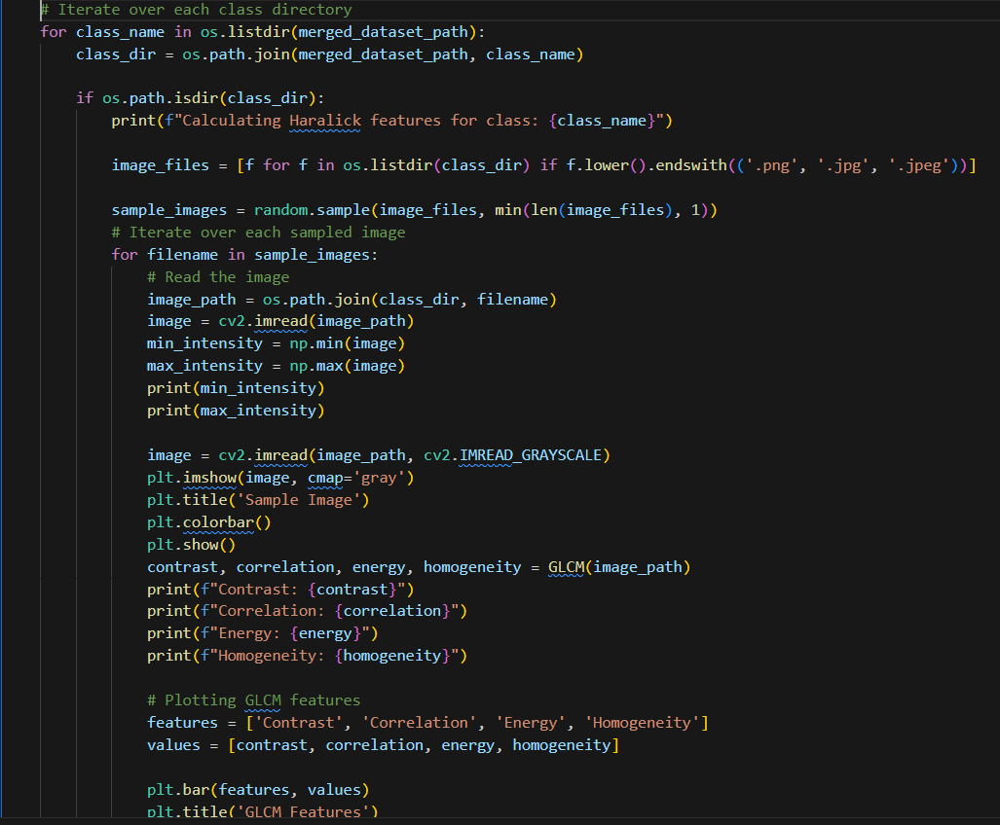 # Iterate over each class directory
for class_name in os.listdir(merged_dataset_path):
    class_dir = os.path.join(merged_dataset_path, class_name)

    if os.path.isdir(class_dir):
        print(f"Calculating Haralick features for class: {class_name}")

        image_files = [f for f in os.listdir(class_dir) if f.lower().endswith(('.png', '.jpg', '.jpeg'))]

        sample_images = random.sample(image_files, min(len(image_files), 1))
        # Iterate over each sampled image
        for filename in sample_images:
            # Read the image
            image_path = os.path.join(class_dir, filename)
            image = cv2.imread(image_path)
            min_intensity = np.min(image)
            max_intensity = np.max(image)
            print(min_intensity)
            print(max_intensity)

            image = cv2.imread(image_path, cv2.IMREAD_GRAYSCALE)
            plt.imshow(image, cmap='gray')
            plt.title('Sample Image')
            plt.colorbar()
            plt.show()
            contrast, correlation, energy, homogeneity = GLCM(image_path)
            print(f"Contrast: {contrast}")
            print(f"Correlation: {correlation}")
            print(f"Energy: {energy}")
            print(f"Homogeneity: {homogeneity}")

            # Plotting GLCM features
            features = ['Contrast', 'Correlation', 'Energy', 'Homogeneity']
            values = [contrast, correlation, energy, homogeneity]

            plt.bar(features, values)
            plt.title('GLCM Features')